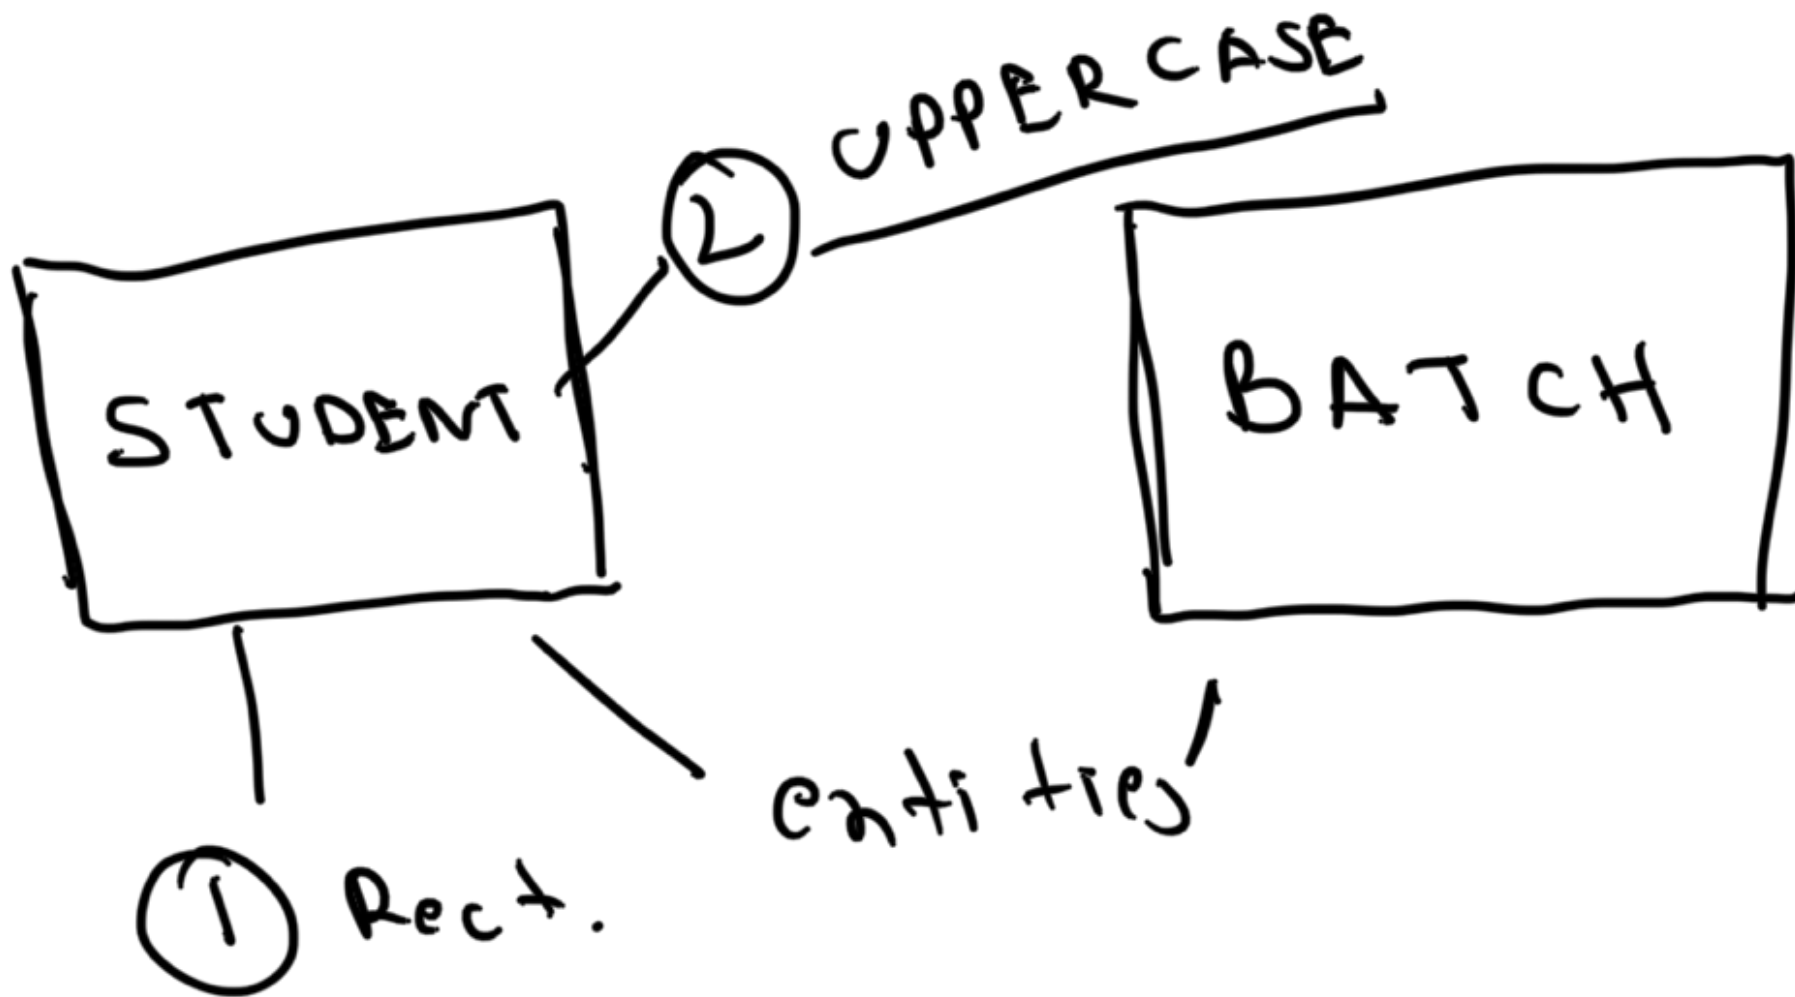 UPPERCASE
2
STUDENT
BATCH
entities
1 Rect.